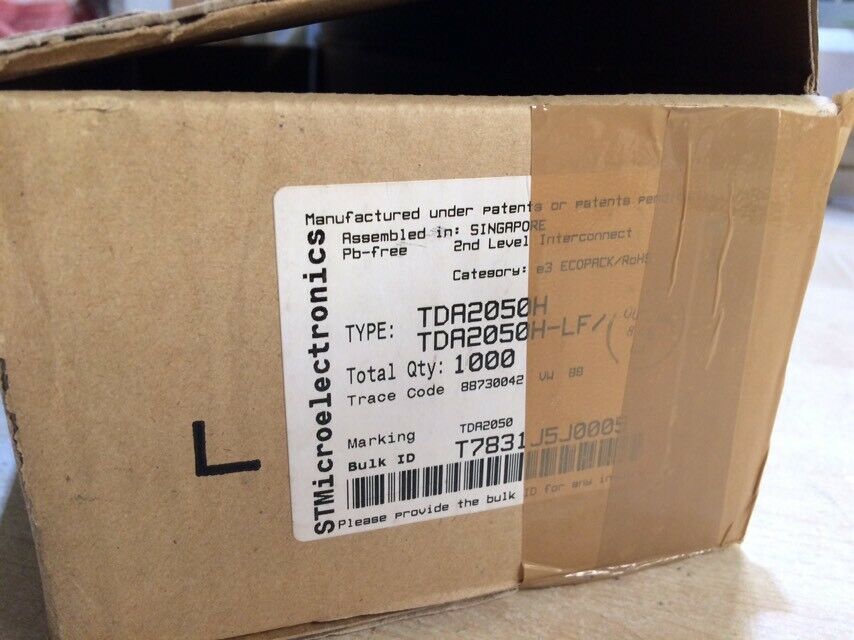 Manufactured under patents or patents
Assembled in: SINGAPORE
Pb-free 2nd Level Interconnect
Category: e3 ECOPACK/RoHS
TYPE: TDA2050H
TDA2050H-LF/(
Total Qty: 1000
Trace Code 88730042 VW 88
Marking TDA2050
Bulk ID T7831J5J0005
Please provide the bulk ID for any
STMicroelectronics
L